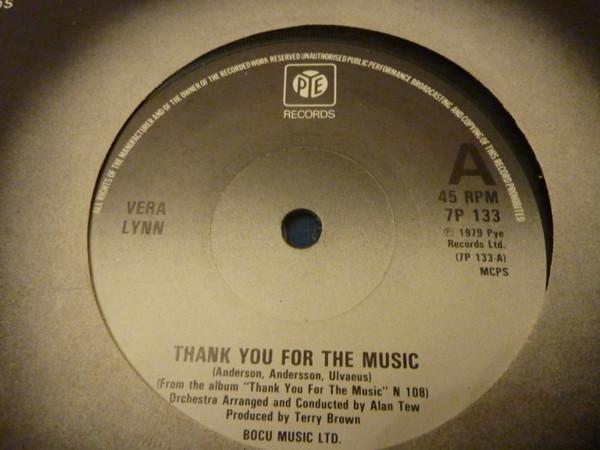 ALL RIGHTS OF THE MANUFACTURER AND OF THE OWNER OF THE RECORDED WORK RESERVED UNAUTHORISED PUBLIC PERFORMANCE BROADCASTING AND COPYING OF THIS RECORD PROHIBITED
PYE
RECORDS
A
45 RPM
7P 133
VERA
LYNN
Ⓟ 1979 Pye
Records Ltd.
(7P 133-A)
MCPS
THANK YOU FOR THE MUSIC
(Anderson, Andersson, Ulvaeus)
(From the album "Thank You For The Music" N 108)
Orchestra Arranged and Conducted by Alan Tew
Produced by Terry Brown
BOCU MUSIC LTD.